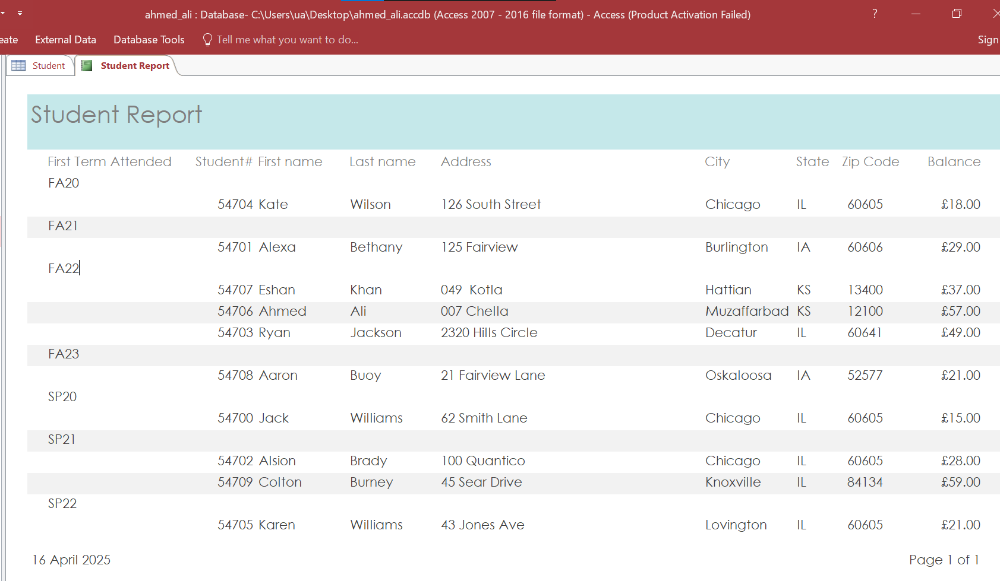 ahmed_ali : Database- C:\Users\ua\Desktop\ahmed_ali.accdb (Access 2007 - 2016 file format) - Access (Product Activation Failed) ?
eate External Data Database Tools Tell me what you want to do... Sign
Student Student Report
Student Report
First Term Attended Student# First name Last name Address City State Zip Code Balance
FA20
54704 Kate Wilson 126 South Street Chicago IL 60605 £18.00
FA21
54701 Alexa Bethany 125 Fairview Burlington IA 60606 £29.00
FA22
54707 Eshan Khan 049  Kotla Hattian KS 13400 £37.00
54706 Ahmed Ali 007 Chella Muzaffarbad KS 12100 £57.00
54703 Ryan Jackson 2320 Hills Circle Decatur IL 60641 £49.00
FA23
54708 Aaron Buoy 21 Fairview Lane Oskaloosa IA 52577 £21.00
SP20
54700 Jack Williams 62 Smith Lane Chicago IL 60605 £15.00
SP21
54702 Alsion Brady 100 Quantico Chicago IL 60605 £28.00
54709 Colton Burney 45 Sear Drive Knoxville IL 84134 £59.00
SP22
54705 Karen Williams 43 Jones Ave Lovington IL 60605 £21.00
16 April 2025 Page 1 of 1